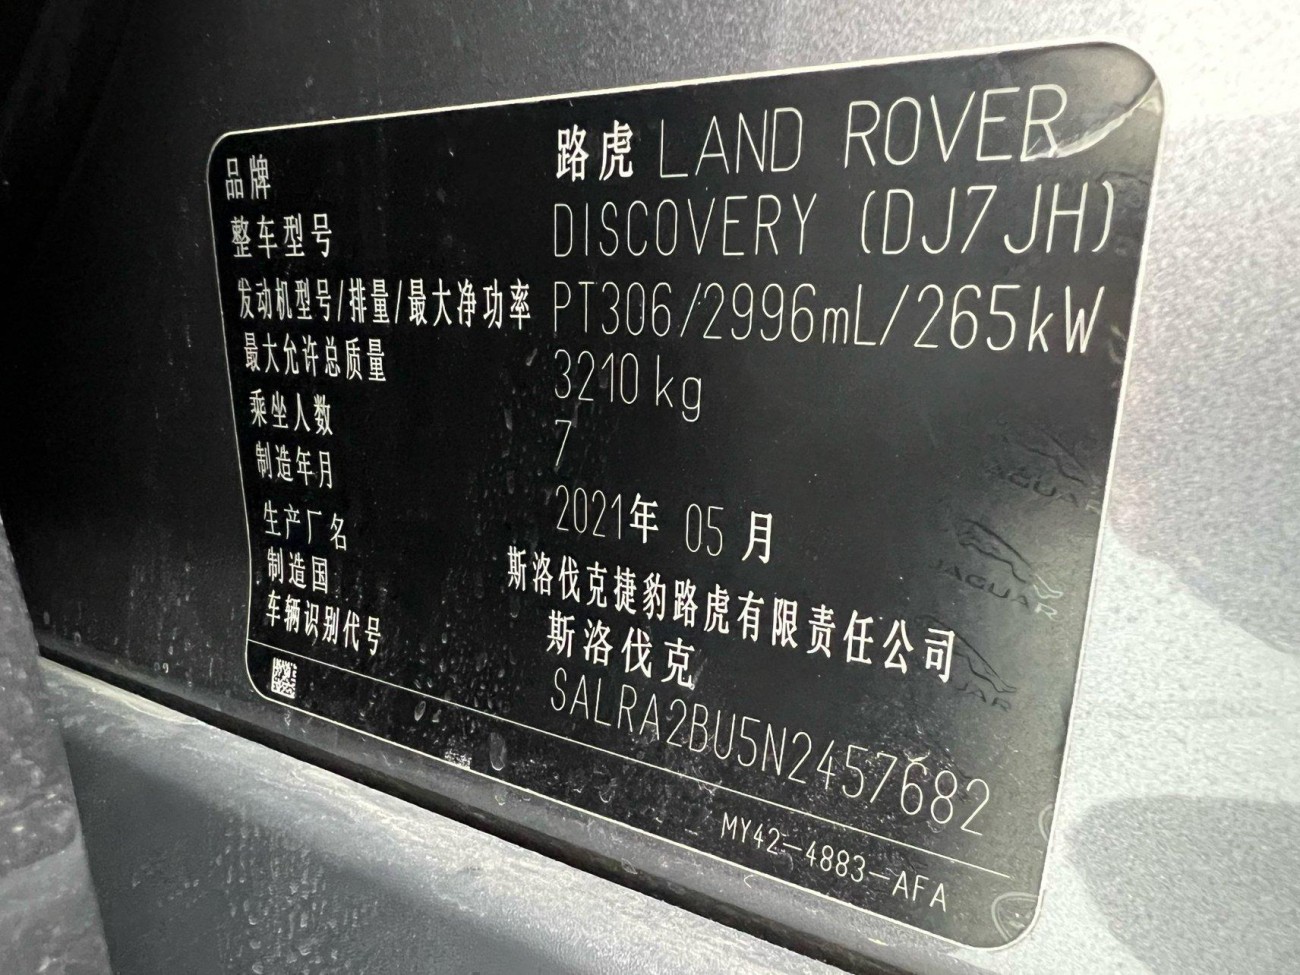 品牌 路虎 LAND ROVER
整车型号 DISCOVERY (DJ7JH)
发动机型号/排量/最大净功率 PT306/2996mL/265kW
最大允许总质量 3210 kg
乘坐人数 7
制造年月 2021年 05 月
生产厂名 斯洛伐克捷豹路虎有限责任公司
制造国 斯洛伐克
车辆识别代号 SALRA2BU5N2457682
MY42-4883-AFA
JAGUAR
JAGUAR
JAGUAR